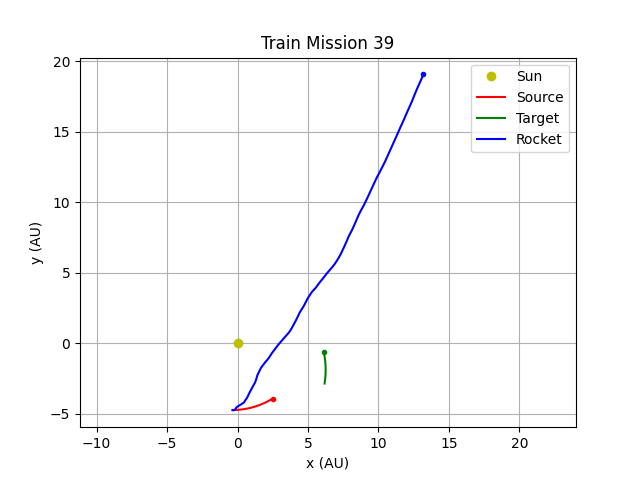 Train Mission 39
Sun
Source
Target
Rocket
20
15
10
5
0
−5
y (AU)
−10
−5
0
5
10
15
20
x (AU)